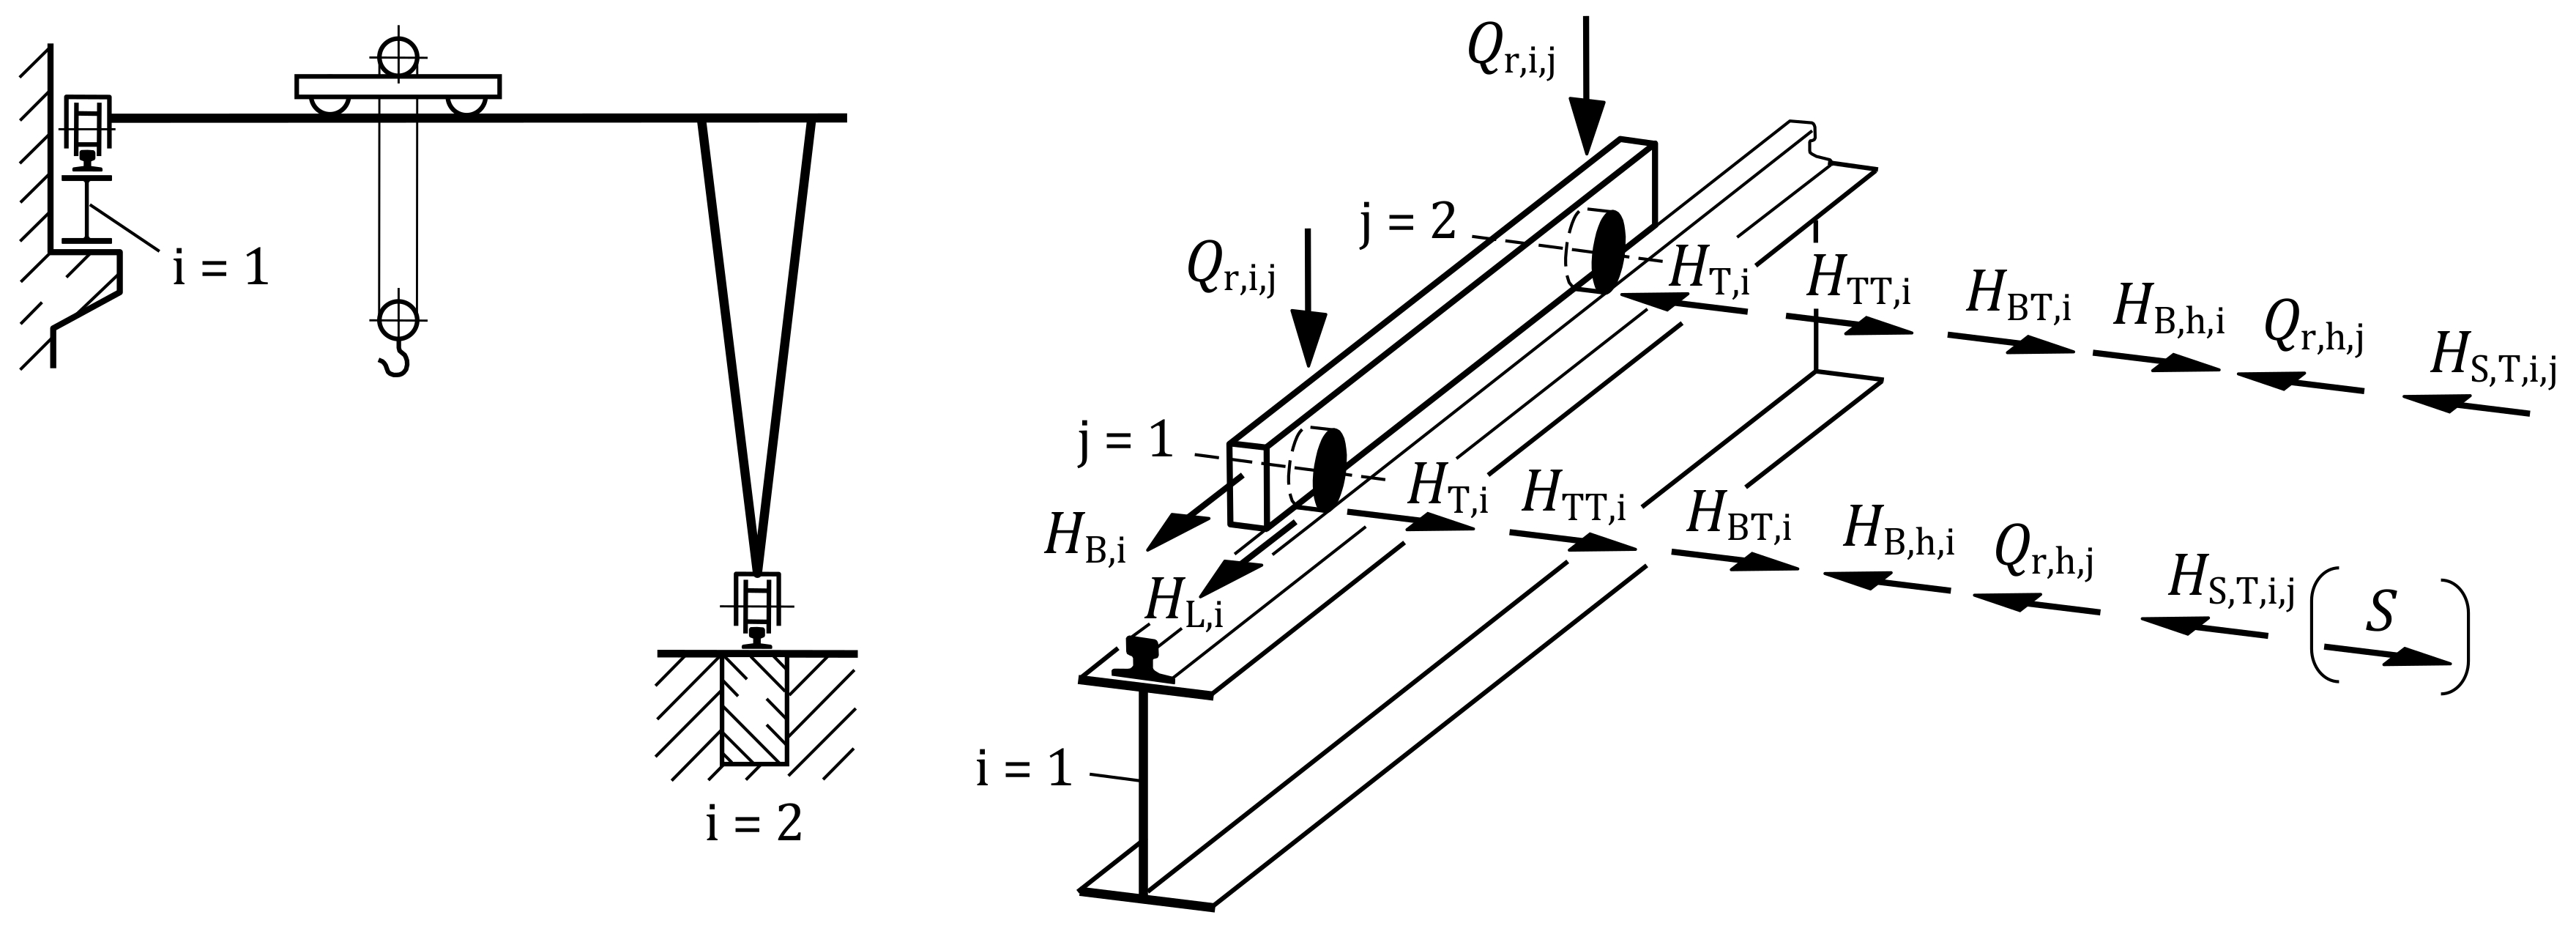 i = 1
i = 2
Q_r,i,j
Q_r,i,j
j = 2
j = 1
H_T,i H_TT,i H_BT,i H_B,h,i Q_r,h,j H_S,T,i,j
H_T,i H_TT,i H_BT,i H_B,h,i Q_r,h,j H_S,T,i,j (S)
H_B,i
H_L,i
i = 1